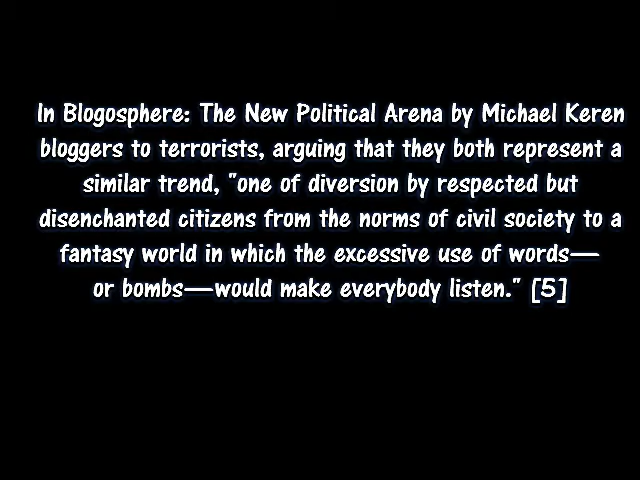 In Blogosphere: The New Political Arena by Michael Keren
bloggers to terrorists, arguing that they both represent a
similar trend, "one of diversion by respected but
disenchanted citizens from the norms of civil society to a
fantasy world in which the excessive use of words—
or bombs—would make everybody listen." [5]